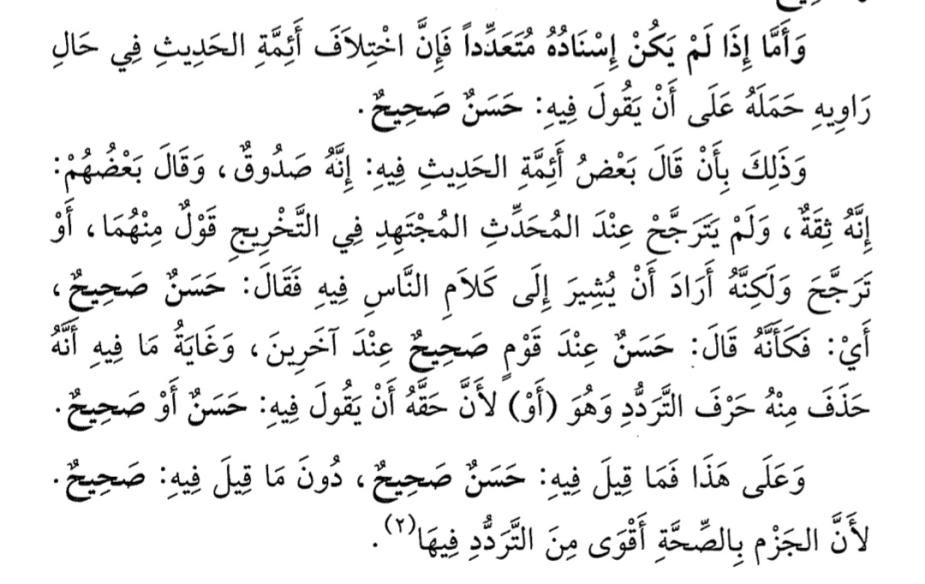 وَأَمَّا إِذَا لَمْ يَكُنْ إِسْنَادُهُ مُتَعَدِّداً فَإِنَّ اخْتِلاَفَ أَئِمَّةِ الحَدِيثِ فِي حَالِ
رَاوِيهِ حَمَلَهُ عَلَى أَنْ يَقُولَ فِيهِ: حَسَنٌ صَحِيحٌ.
وَذَلِكَ بِأَنْ قَالَ بَعْضُ أَئِمَّةِ الحَدِيثِ فِيهِ: إِنَّهُ صَدُوقٌ، وَقَالَ بَعْضُهُمْ:
إِنَّهُ ثِقَةٌ، وَلَمْ يَتَرَجَّحْ عِنْدَ المُحَدِّثِ المُجْتَهِدِ فِي التَّخْرِيجِ قَوْلٌ مِنْهُمَا، أَوْ
تَرَجَّحَ وَلَكِنَّهُ أَرَادَ أَنْ يُشِيرَ إِلَى كَلاَمِ النَّاسِ فِيهِ فَقَالَ: حَسَنٌ صَحِيحٌ،
أَيْ: فَكَأَنَّهُ قَالَ: حَسَنٌ عِنْدَ قَوْمٍ صَحِيحٌ عِنْدَ آخَرِينَ، وَغَايَةُ مَا فِيهِ أَنَّهُ
حَذَفَ مِنْهُ حَرْفَ التَّرَدُّدِ وَهُوَ (أَوْ) لأَنَّ حَقَّهُ أَنْ يَقُولَ فِيهِ: حَسَنٌ أَوْ صَحِيحٌ.
وَعَلَى هَذَا فَمَا قِيلَ فِيهِ: حَسَنٌ صَحِيحٌ، دُونَ مَا قِيلَ فِيهِ: صَحِيحٌ.
لأَنَّ الجَزْمَ بِالصِّحَّةِ أَقْوَى مِنَ التَّرَدُّدِ فِيهَا(٢).